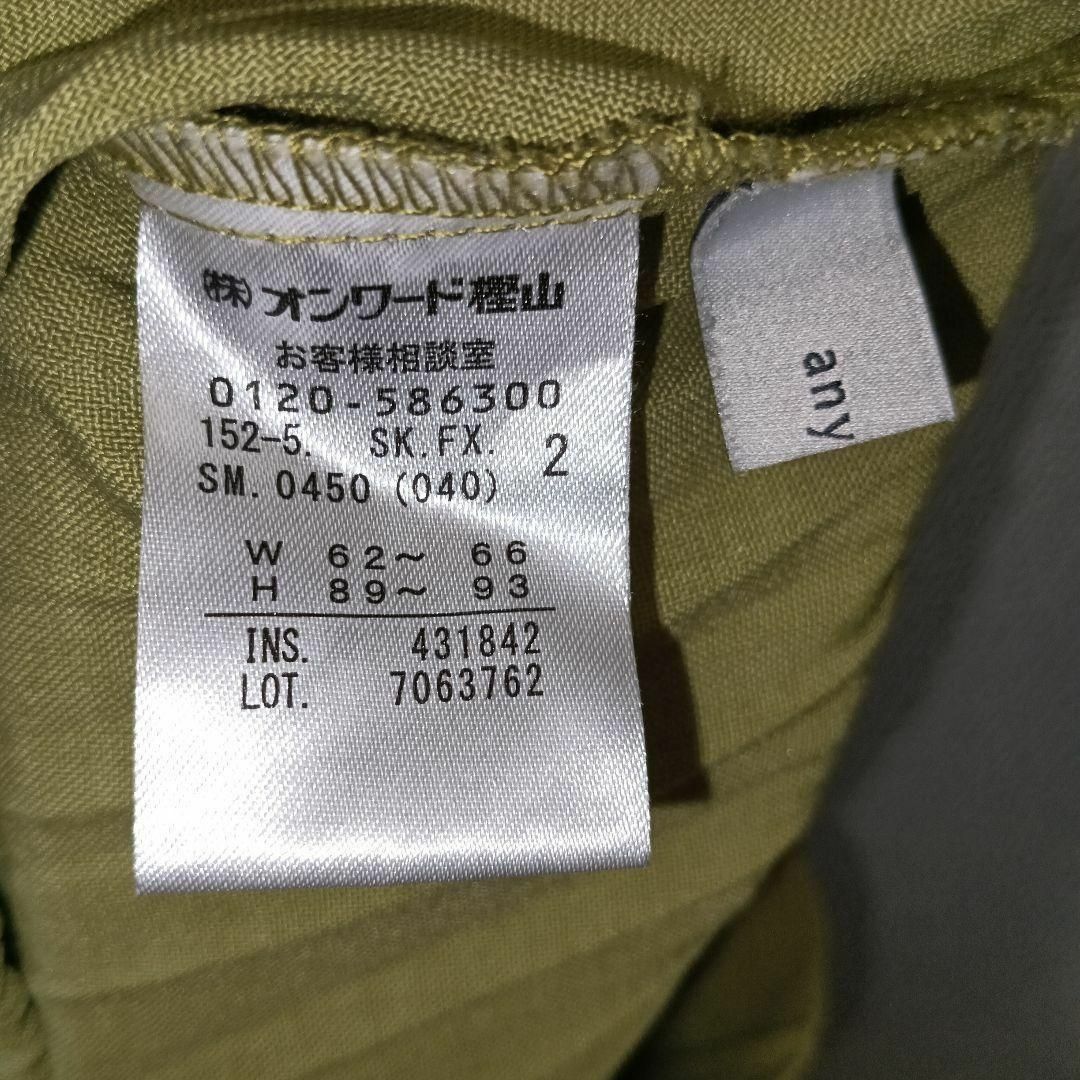 ㈱オンワード樫山
お客様相談室
0120-586300
152-5. SK.FX. 2
SM. 0450 (040)
W 62〜 66
H 89〜 93
INS. 431842
LOT. 7063762
any